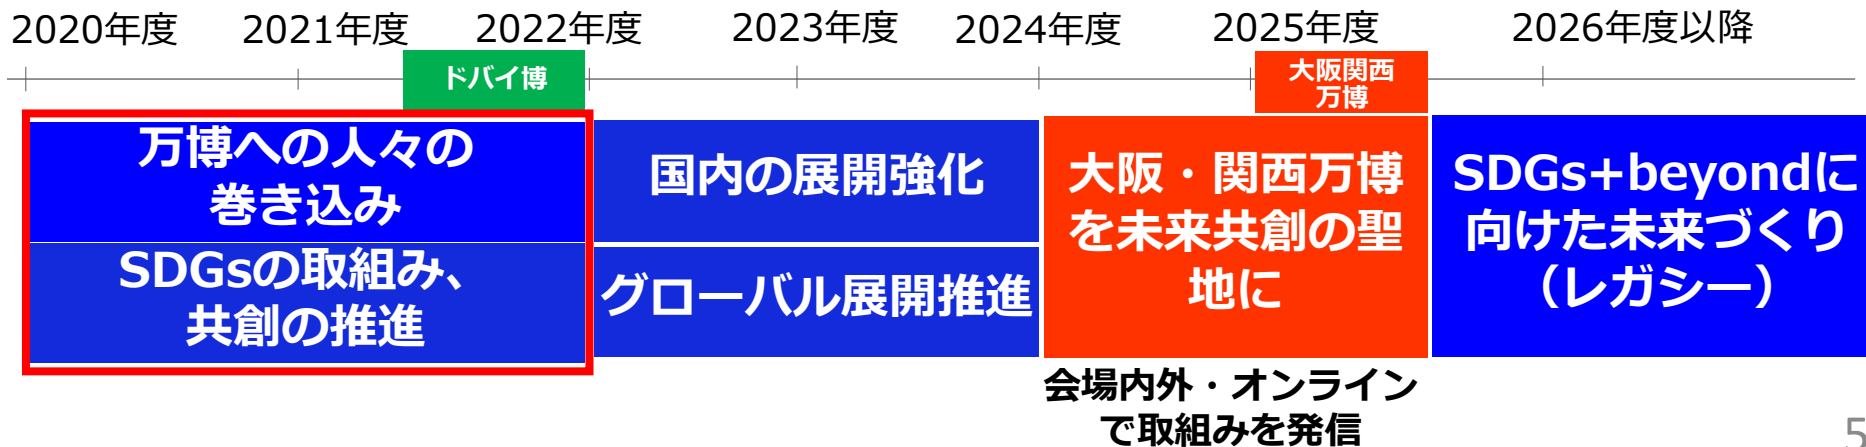 2020年度 2021年度 2022年度 2023年度 2024年度 2025年度 2026年度以降
ドバイ博
大阪関西
万博
万博への人々の
巻き込み
SDGsの取組み、
共創の推進
国内の展開強化
グローバル展開推進
大阪・関西万博
を未来共創の聖
地に
SDGs+beyondに
向けた未来づくり
（レガシー）
会場内外・オンライン
で取組みを発信
5